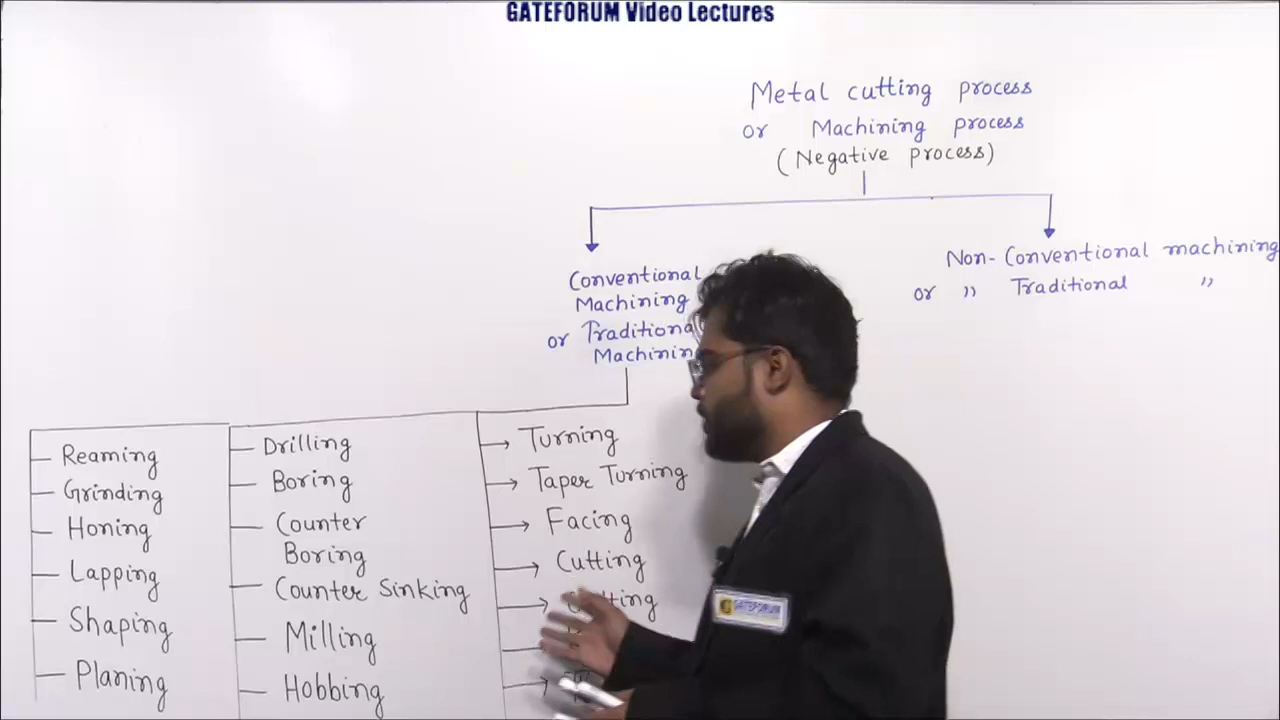 GATEFORUM Video Lectures
Metal cutting process
or Machining process
(Negative process)
Conventional
Machining
or Traditional
Machinin
Non-Conventional machining
or ,, Traditional ,,
Reaming
Grinding
Honing
Lapping
Shaping
Planing
Drilling
Boring
Counter
Boring
Counter Sinking
Milling
Hobbing
Turning
Taper Turning
Facing
Cutting
GATEFORUM